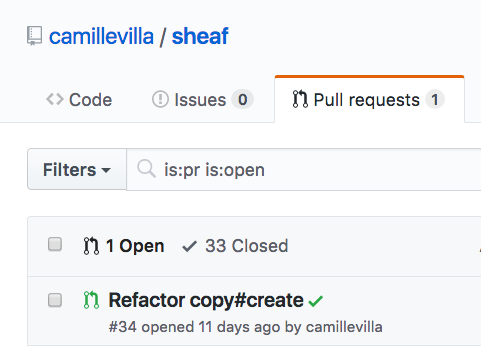 camillevilla / sheaf
Code Issues 0 Pull requests 1
Filters is:pr is:open
1 Open 33 Closed
Refactor copy#create
#34 opened 11 days ago by camillevilla